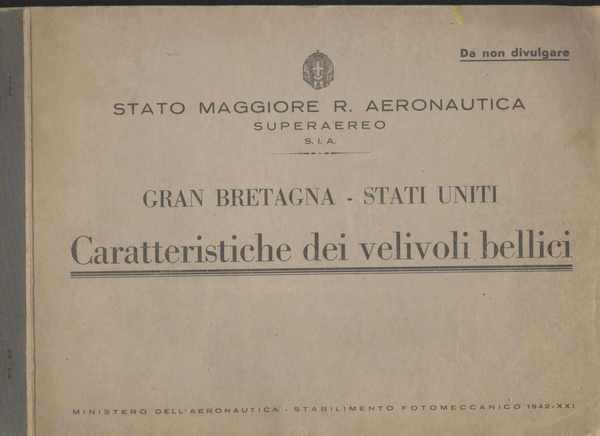 Da non divulgare
STATO MAGGIORE R. AERONAUTICA
SUPERAEREO
S. I. A.
GRAN BRETAGNA - STATI UNITI
Caratteristiche dei velivoli bellici
MINISTERO DELL'AERONAUTICA - STABILIMENTO FOTOMECCANICO 1942-XXI